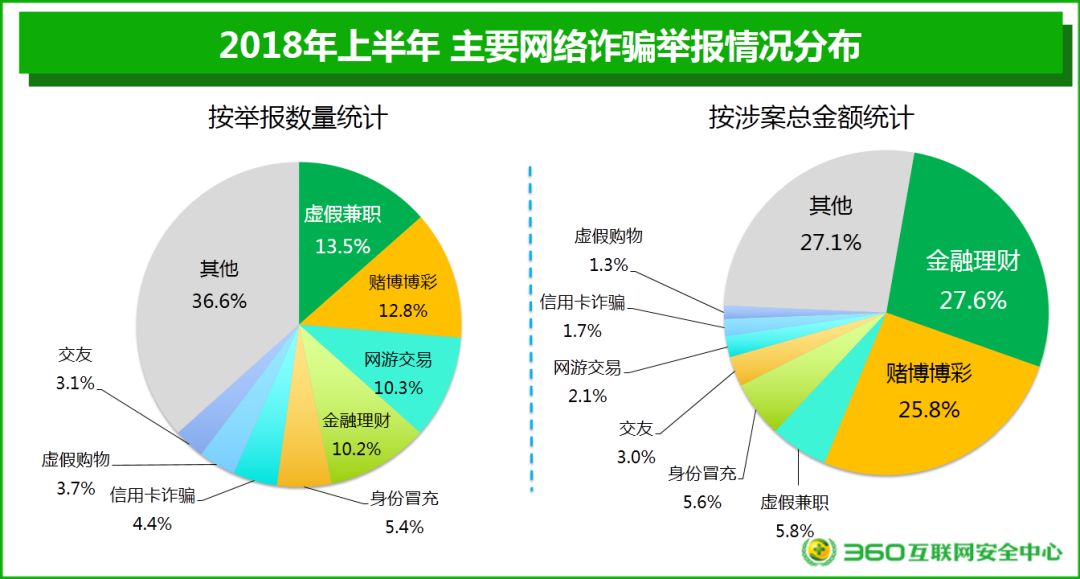 2018年上半年 主要网络诈骗举报情况分布
按举报数量统计
虚假兼职
13.5%
赌博博彩
12.8%
网游交易
10.3%
金融理财
10.2%
身份冒充
5.4%
信用卡诈骗
4.4%
虚假购物
3.7%
交友
3.1%
其他
36.6%
按涉案总金额统计
金融理财
27.6%
赌博博彩
25.8%
虚假兼职
5.8%
身份冒充
5.6%
交友
3.0%
网游交易
2.1%
信用卡诈骗
1.7%
虚假购物
1.3%
其他
27.1%
360互联网安全中心